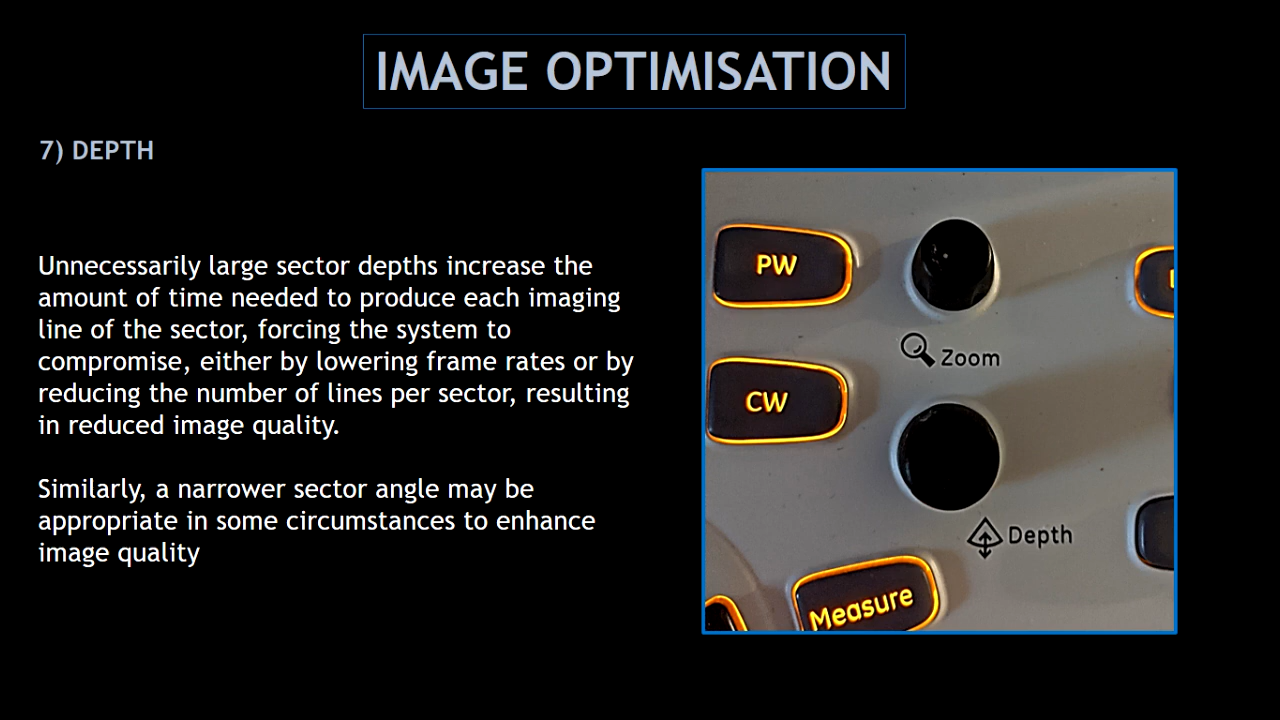 IMAGE OPTIMISATION
7) DEPTH
Unnecessarily large sector depths increase the
amount of time needed to produce each imaging
line of the sector, forcing the system to
compromise, either by lowering frame rates or by
reducing the number of lines per sector, resulting
in reduced image quality.
Similarly, a narrower sector angle may be
appropriate in some circumstances to enhance
image quality
PW
Zoom
CW
Depth
Measure